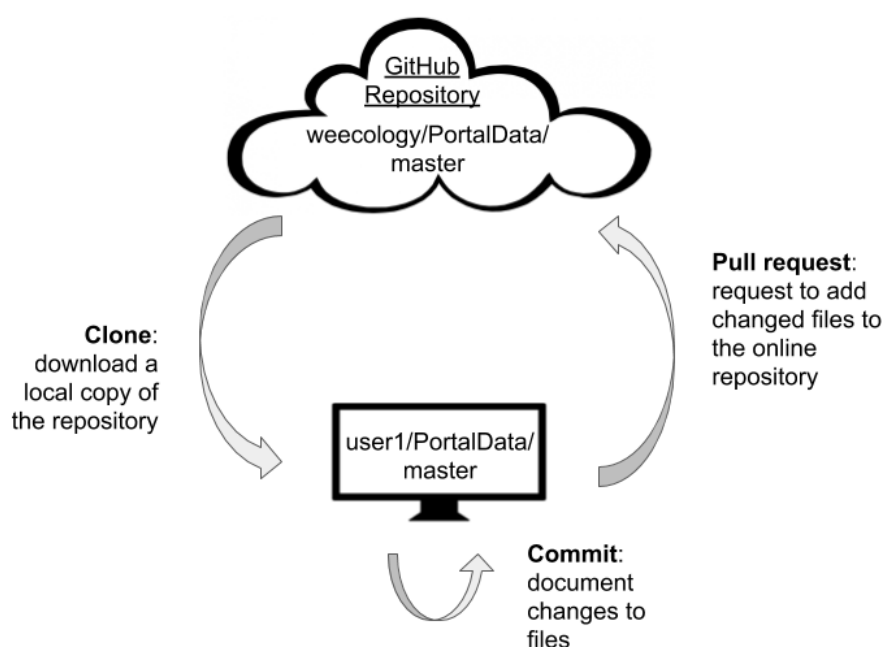 GitHub
Repository
weecology/PortalData/
master
Pull request:
request to add
changed files to
the online
repository
Clone:
download a
local copy of
the repository
user1/PortalData/
master
Commit:
document
changes to
files